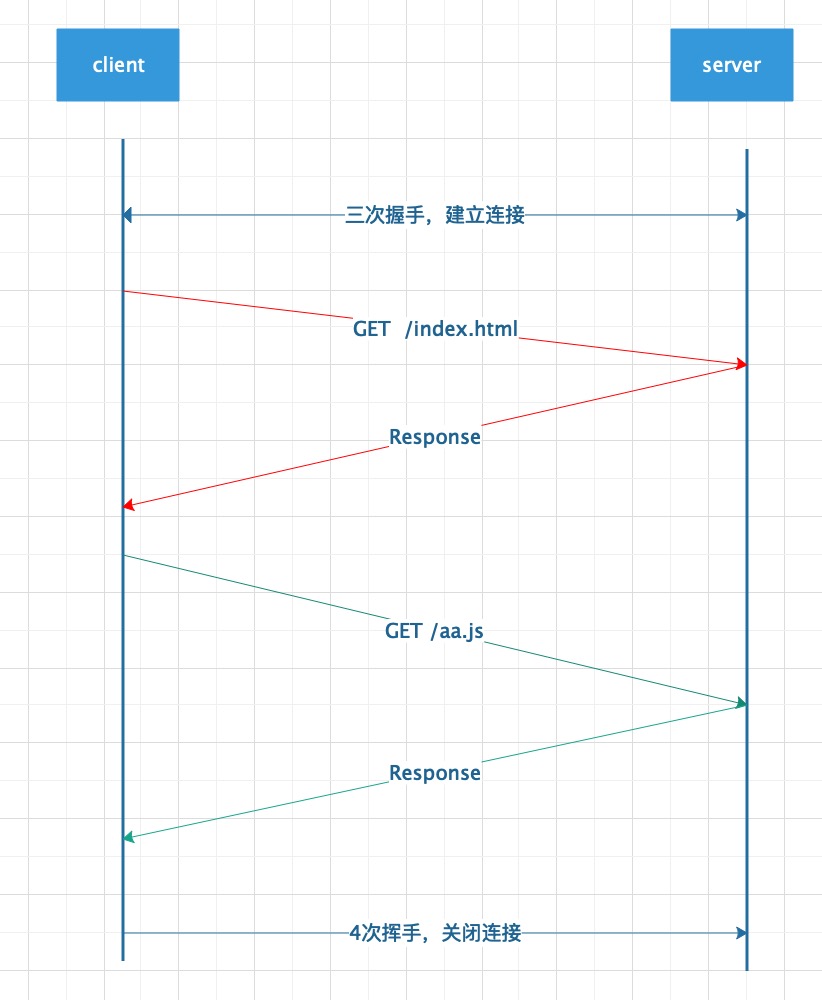 client
server
三次握手，建立连接
GET /index.html
Response
GET /aa.js
Response
4次挥手，关闭连接